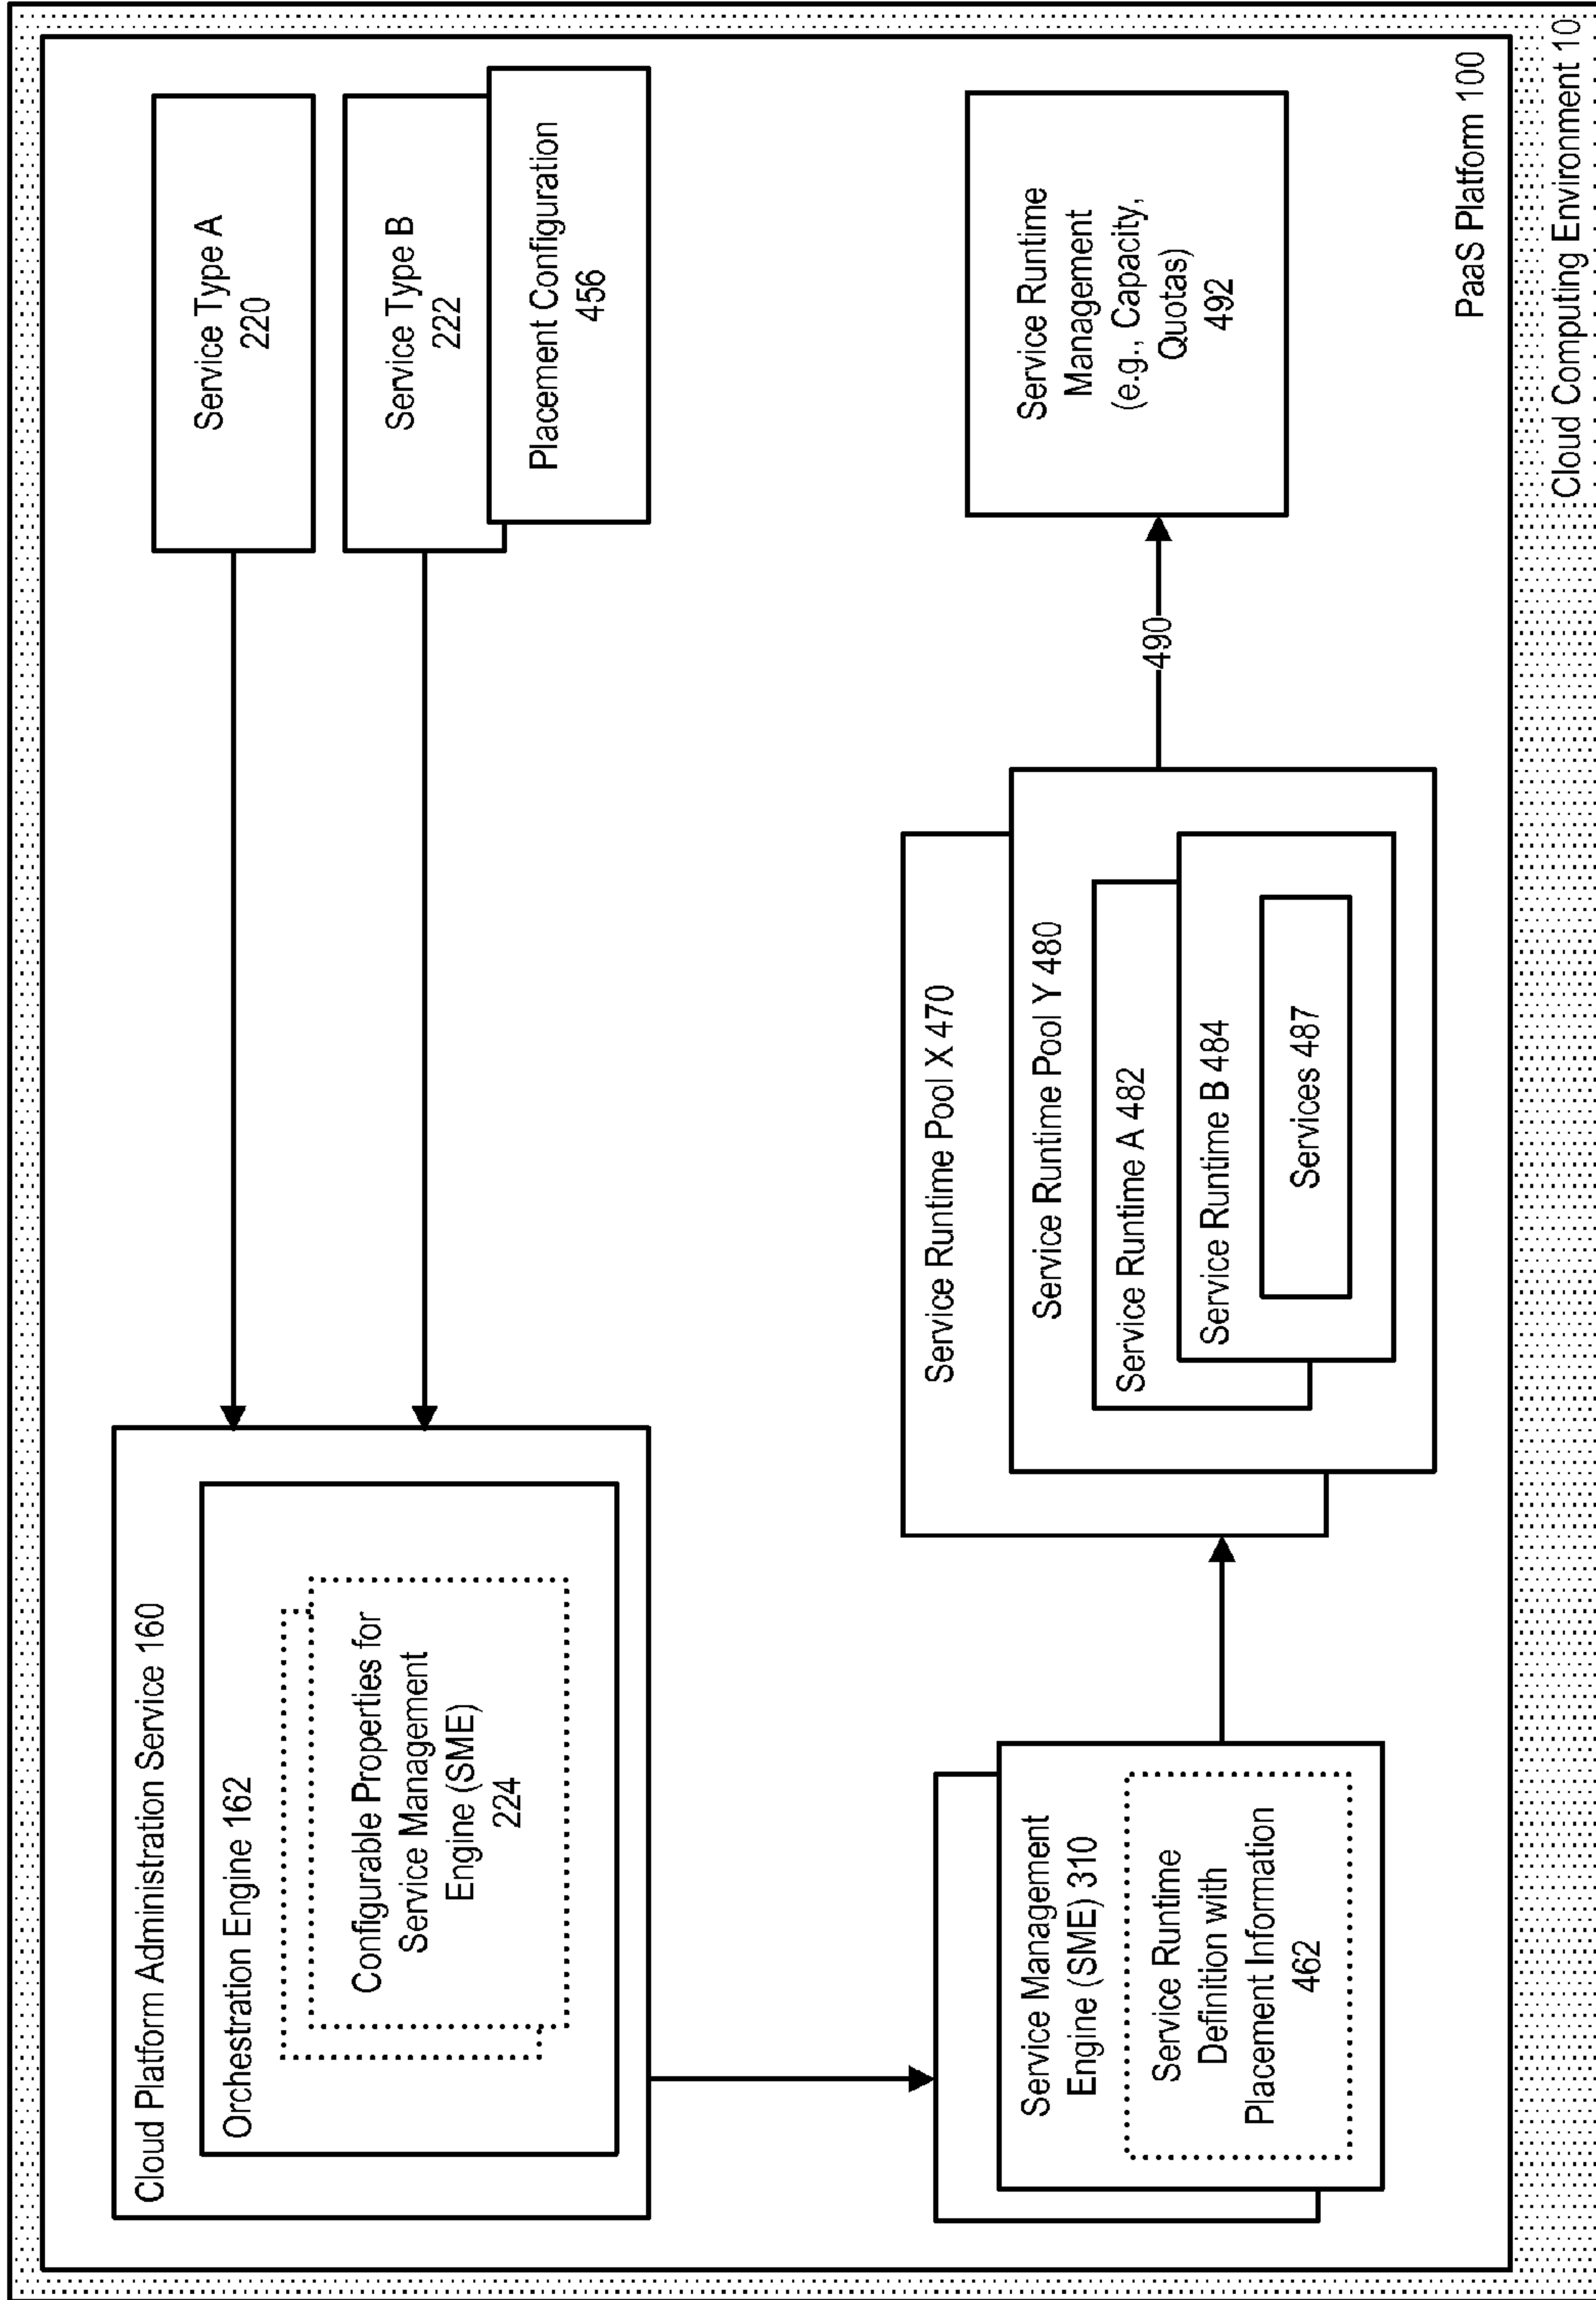 Cloud Platform Administration Service 160
Orchestration Engine 162
Configurable Properties for
Service Management
Engine (SME)
224
Service Type A
220
Service Type B
222
Placement Configuration
456
Service Management
Engine (SME) 310
Service Runtime
Definition with
Placement Information
462
Service Runtime Pool X 470
Service Runtime Pool Y 480
Service Runtime A 482
Service Runtime B 484
Services 487
490
Service Runtime
Management
(e.g., Capacity,
Quotas)
492
PaaS Platform 100
Cloud Computing Environment 10